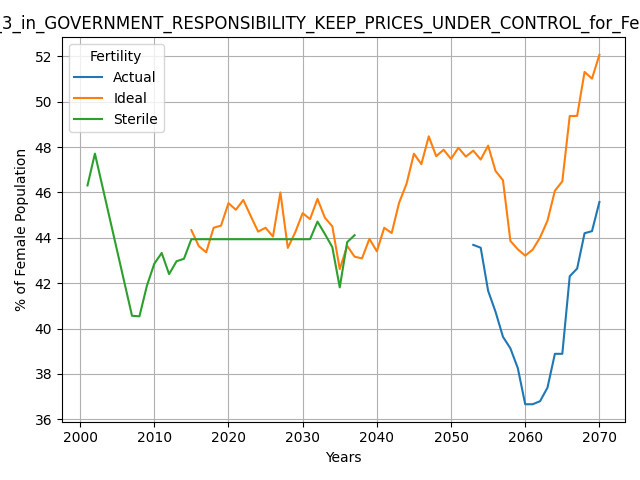 _3_in_GOVERNMENT_RESPONSIBILITY_KEEP_PRICES_UNDER_CONTROL_for_Fe
Fertility
Actual
Ideal
Sterile
% of Female Population
52
50
48
46
44
42
40
38
36
2000
2010
2020
2030
2040
2050
2060
2070
Years